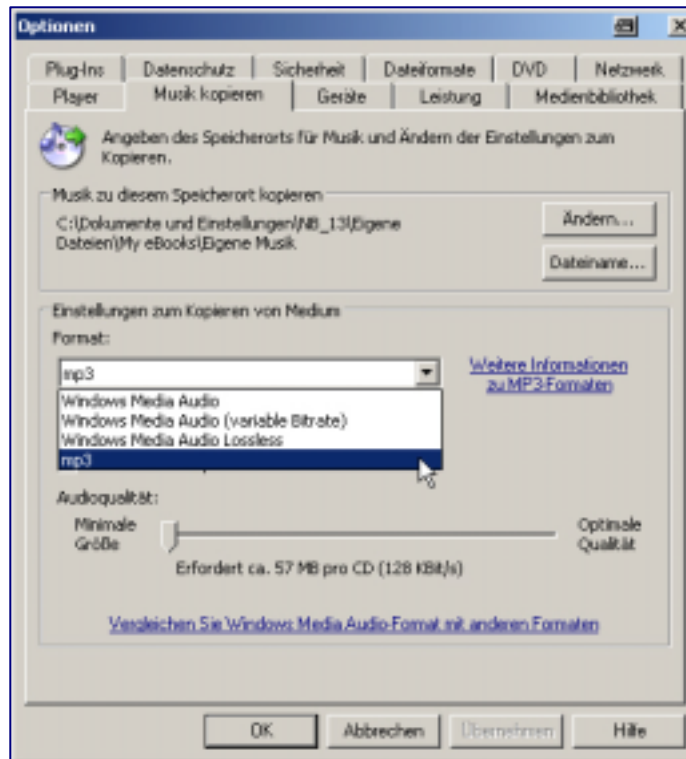 Optionen
Plug-Ins Datenschutz Sicherheit Dateiformate DVD Netzwerk
Player Musik kopieren Geräte Leistung Medienbibliothek
Angeben des Speicherorts für Musik und Ändern der Einstellungen zum
Kopieren.
Musik zu diesem Speicherort kopieren
C:\Dokumente und Einstellungen\NB_13\Eigene
Dateien\My eBooks\Eigene Musik
Ändern...
Dateiname...
Einstellungen zum Kopieren von Medium
Format:
mp3
Weitere Informationen
zu MP3-Formaten
Windows Media Audio
Windows Media Audio (variable Bitrate)
Windows Media Audio Lossless
mp3
Audioqualität:
Minimale
Größe
Optimale
Qualität
Erfordert ca. 57 MB pro CD (128 KBit/s)
Vergleichen Sie Windows Media Audio-Format mit anderen Formaten
OK Abbrechen Übernehmen Hilfe